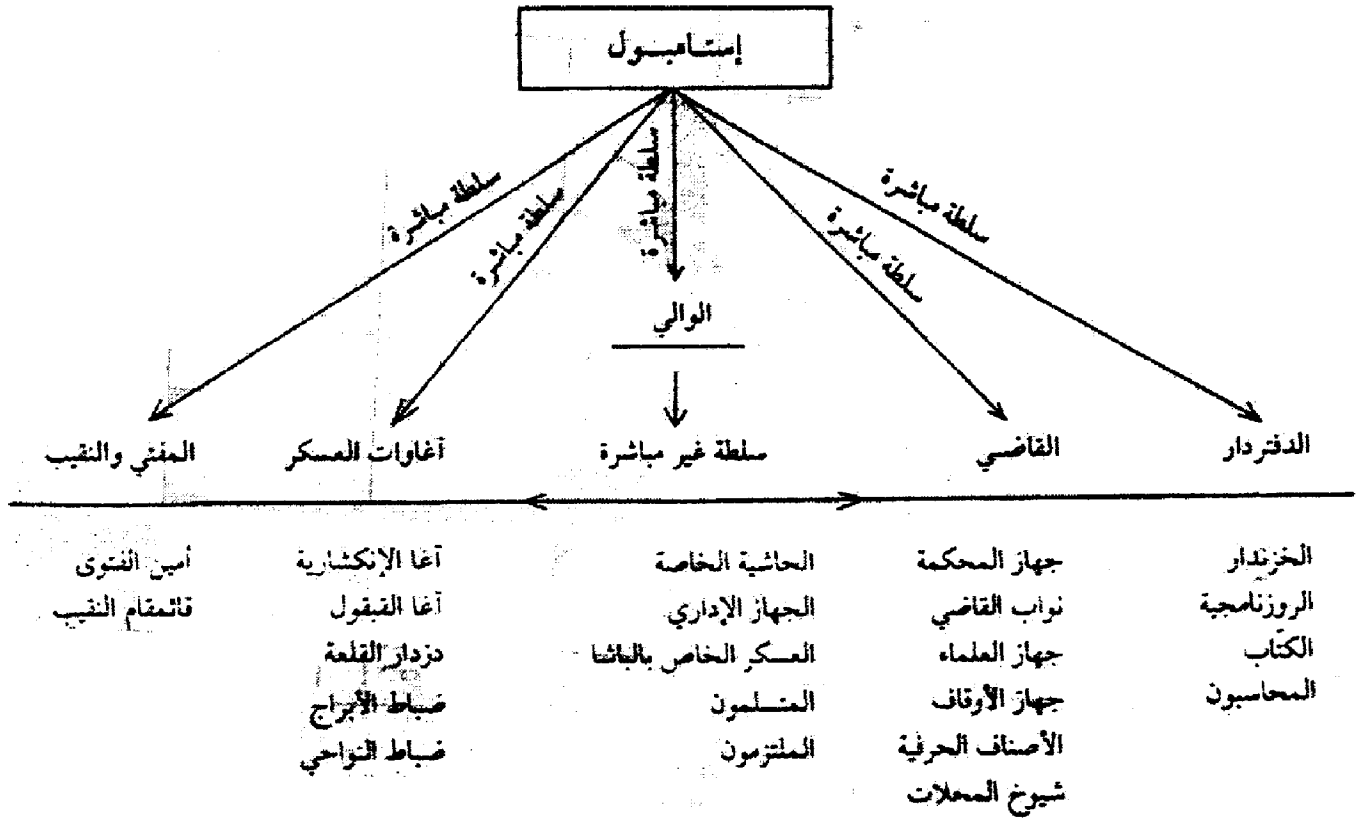 إستامبول
سلطة مباشرة
سلطة مباشرة
سلطة مباشرة
سلطة مباشرة
سلطة مباشرة
الوالي
الدفتردار
القاضي
سلطة غير مباشرة
آغاوات العسكر
المفتي والنقيب
الخزندار
الروزنامجية
الكتّاب
المحاسبون
جهاز المحكمة
نواب القاضي
جهاز العلماء
جهاز الأوقاف
الأصناف الحرفية
شيوخ المحلات
الحاشية الخاصة
الجهاز الإداري
العسكر الخاص بالباشا
المتسلمون
الملتزمون
آغا الإنكشارية
آغا القبقول
دزدار القلعة
ضباط الأبراج
ضباط النواحي
أمين الفتوى
قائمقام النقيب